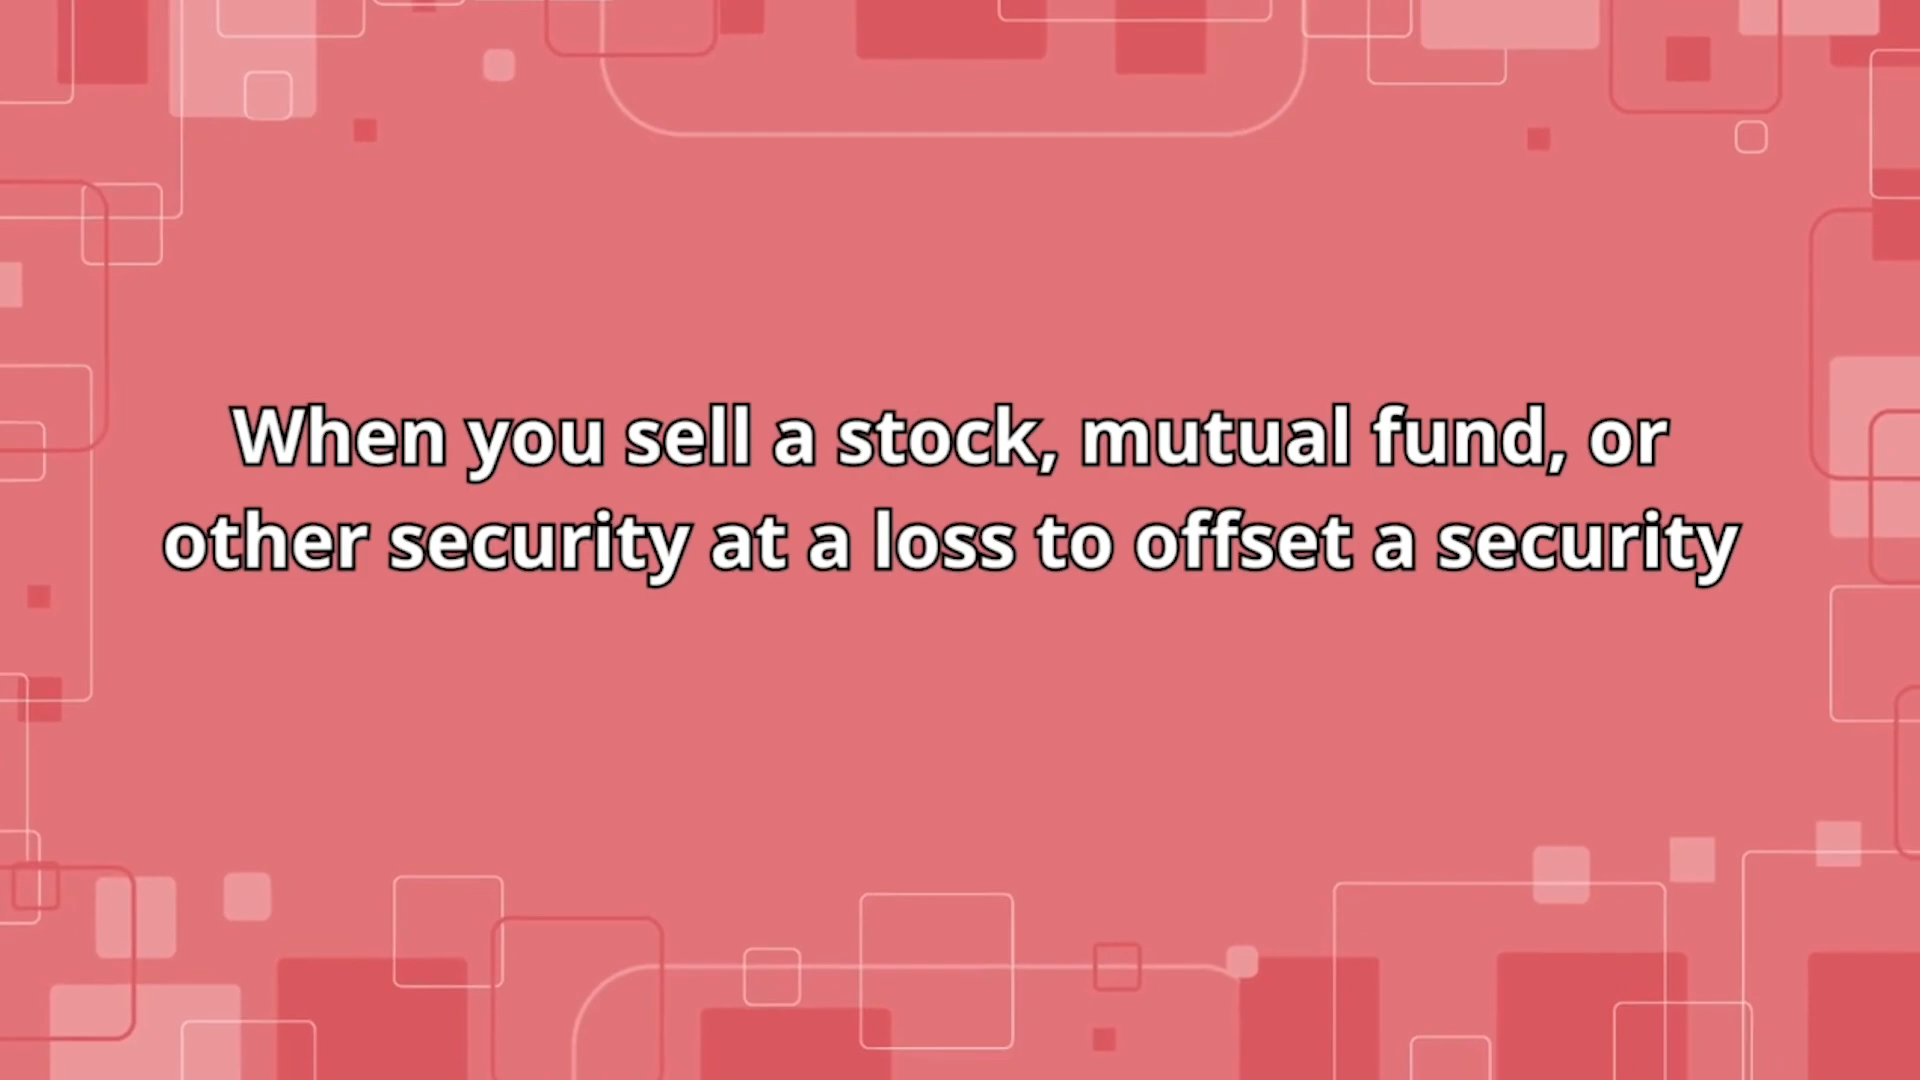 When you sell a stock, mutual fund, or
other security at a loss to offset a security